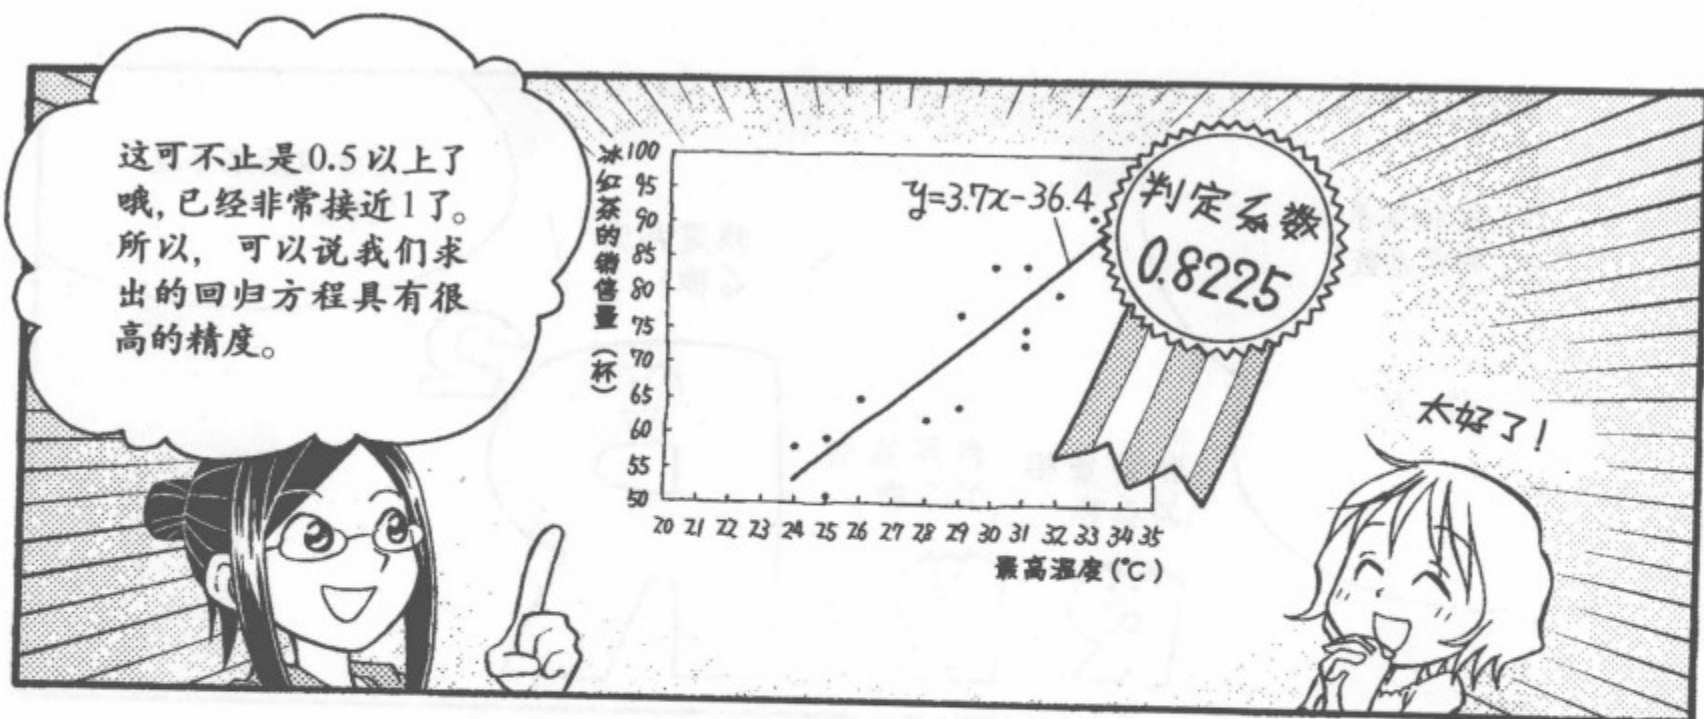 这可不止是0.5以上了
哦,已经非常接近1了。
所以，可以说我们求
出的回归方程具有很
高的精度。
冰红茶的销售量（杯）
100
95
90
85
80
75
70
65
60
55
50
y=3.7x-36.4
判定系数
0.8225
20 21 22 23 24 25 26 27 28 29 30 31 32 33 34 35
最高温度(℃)
太好了!